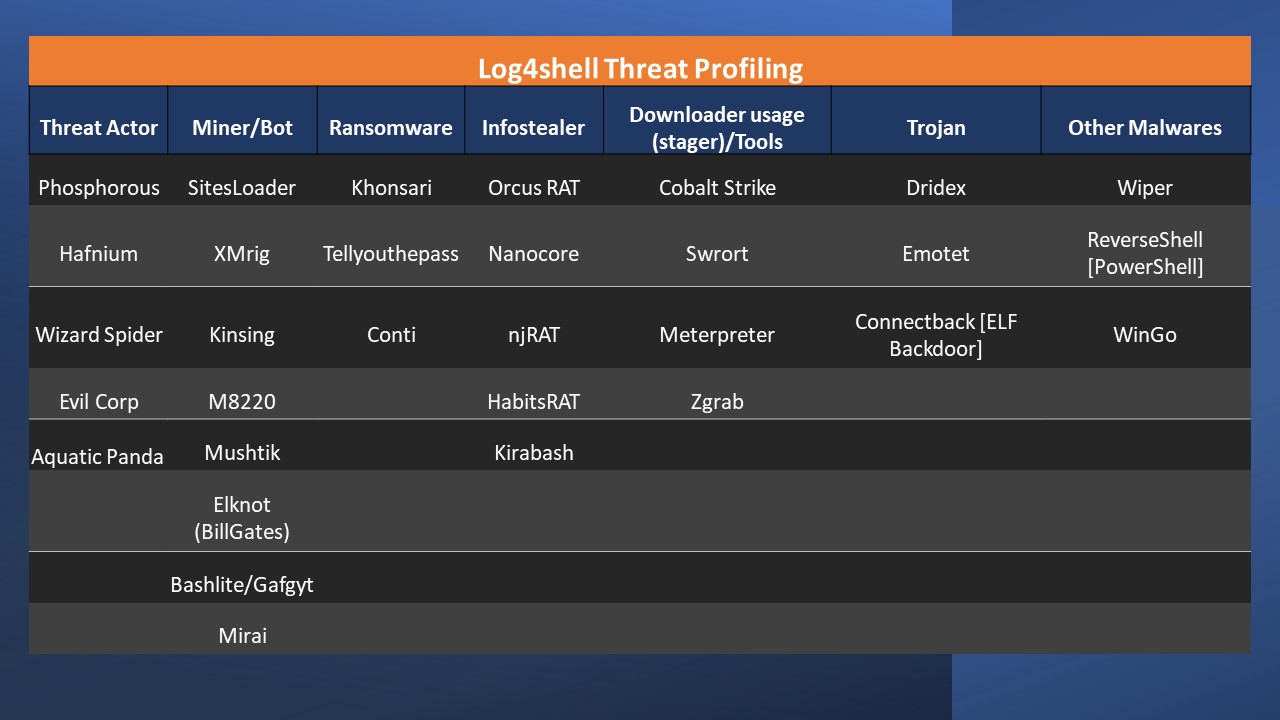 Log4shell Threat Profiling
Threat Actor
Miner/Bot
Ransomware
Infostealer
Downloader usage
(stager)/Tools
Trojan
Other Malwares
Phosphorous
SitesLoader
Khonsari
Orcus RAT
Cobalt Strike
Dridex
Wiper
Hafnium
XMrig
Tellyouthepass
Nanocore
Swrort
Emotet
ReverseShell
[PowerShell]
Wizard Spider
Kinsing
Conti
njRAT
Meterpreter
Connectback [ELF
Backdoor]
WinGo
Evil Corp
M8220
HabitsRAT
Zgrab
Aquatic Panda
Mushtik
Kirabash
Elknot
(BillGates)
Bashlite/Gafgyt
Mirai